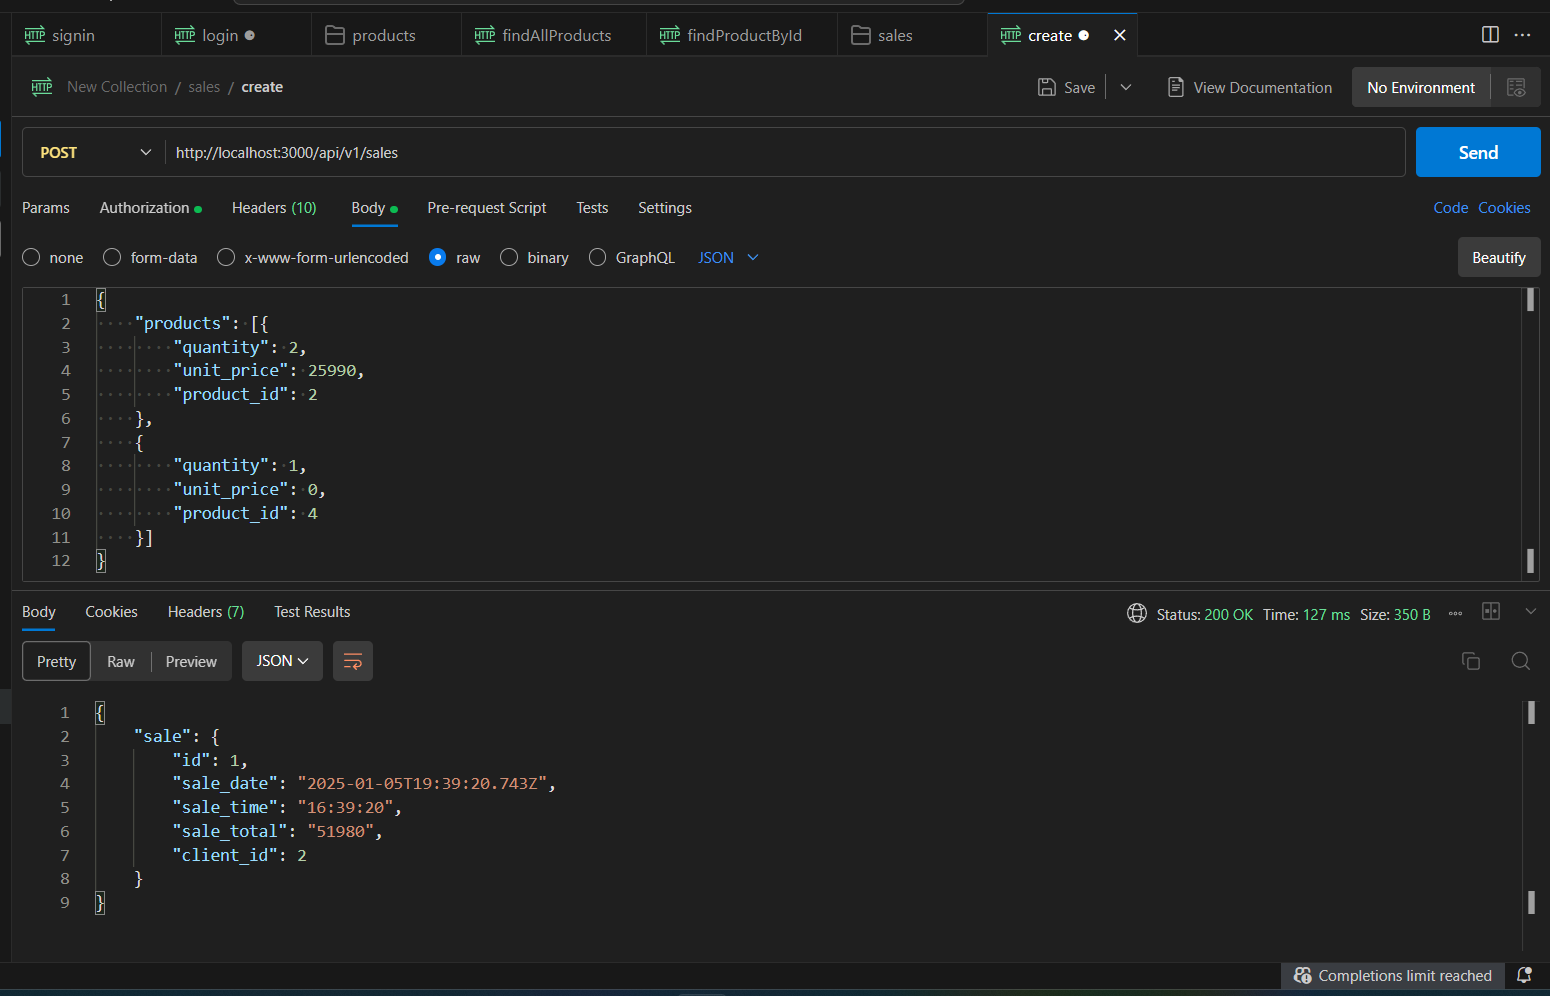 HTTP signin
HTTP login
products
HTTP findAllProducts
HTTP findProductById
sales
HTTP create
HTTP New Collection / sales / create
Save
View Documentation
No Environment
POST
http://localhost:3000/api/v1/sales
Send
Params Authorization Headers (10) Body Pre-request Script Tests Settings
Code Cookies
none form-data x-www-form-urlencoded raw binary GraphQL JSON
Beautify
1 {
2 ····"products":·[{
3 ········"quantity":·2,
4 ········"unit_price":·25990,
5 ········"product_id":·2
6 ····},
7 ····{
8 ········"quantity":·1,
9 ········"unit_price":·0,
10 ········"product_id":·4
11 ····}]
12 }
Body Cookies Headers (7) Test Results
Status: 200 OK Time: 127 ms Size: 350 B
Pretty Raw Preview JSON
1 {
2     "sale": {
3         "id": 1,
4         "sale_date": "2025-01-05T19:39:20.743Z",
5         "sale_time": "16:39:20",
6         "sale_total": "51980",
7         "client_id": 2
8     }
9 }
Completions limit reached